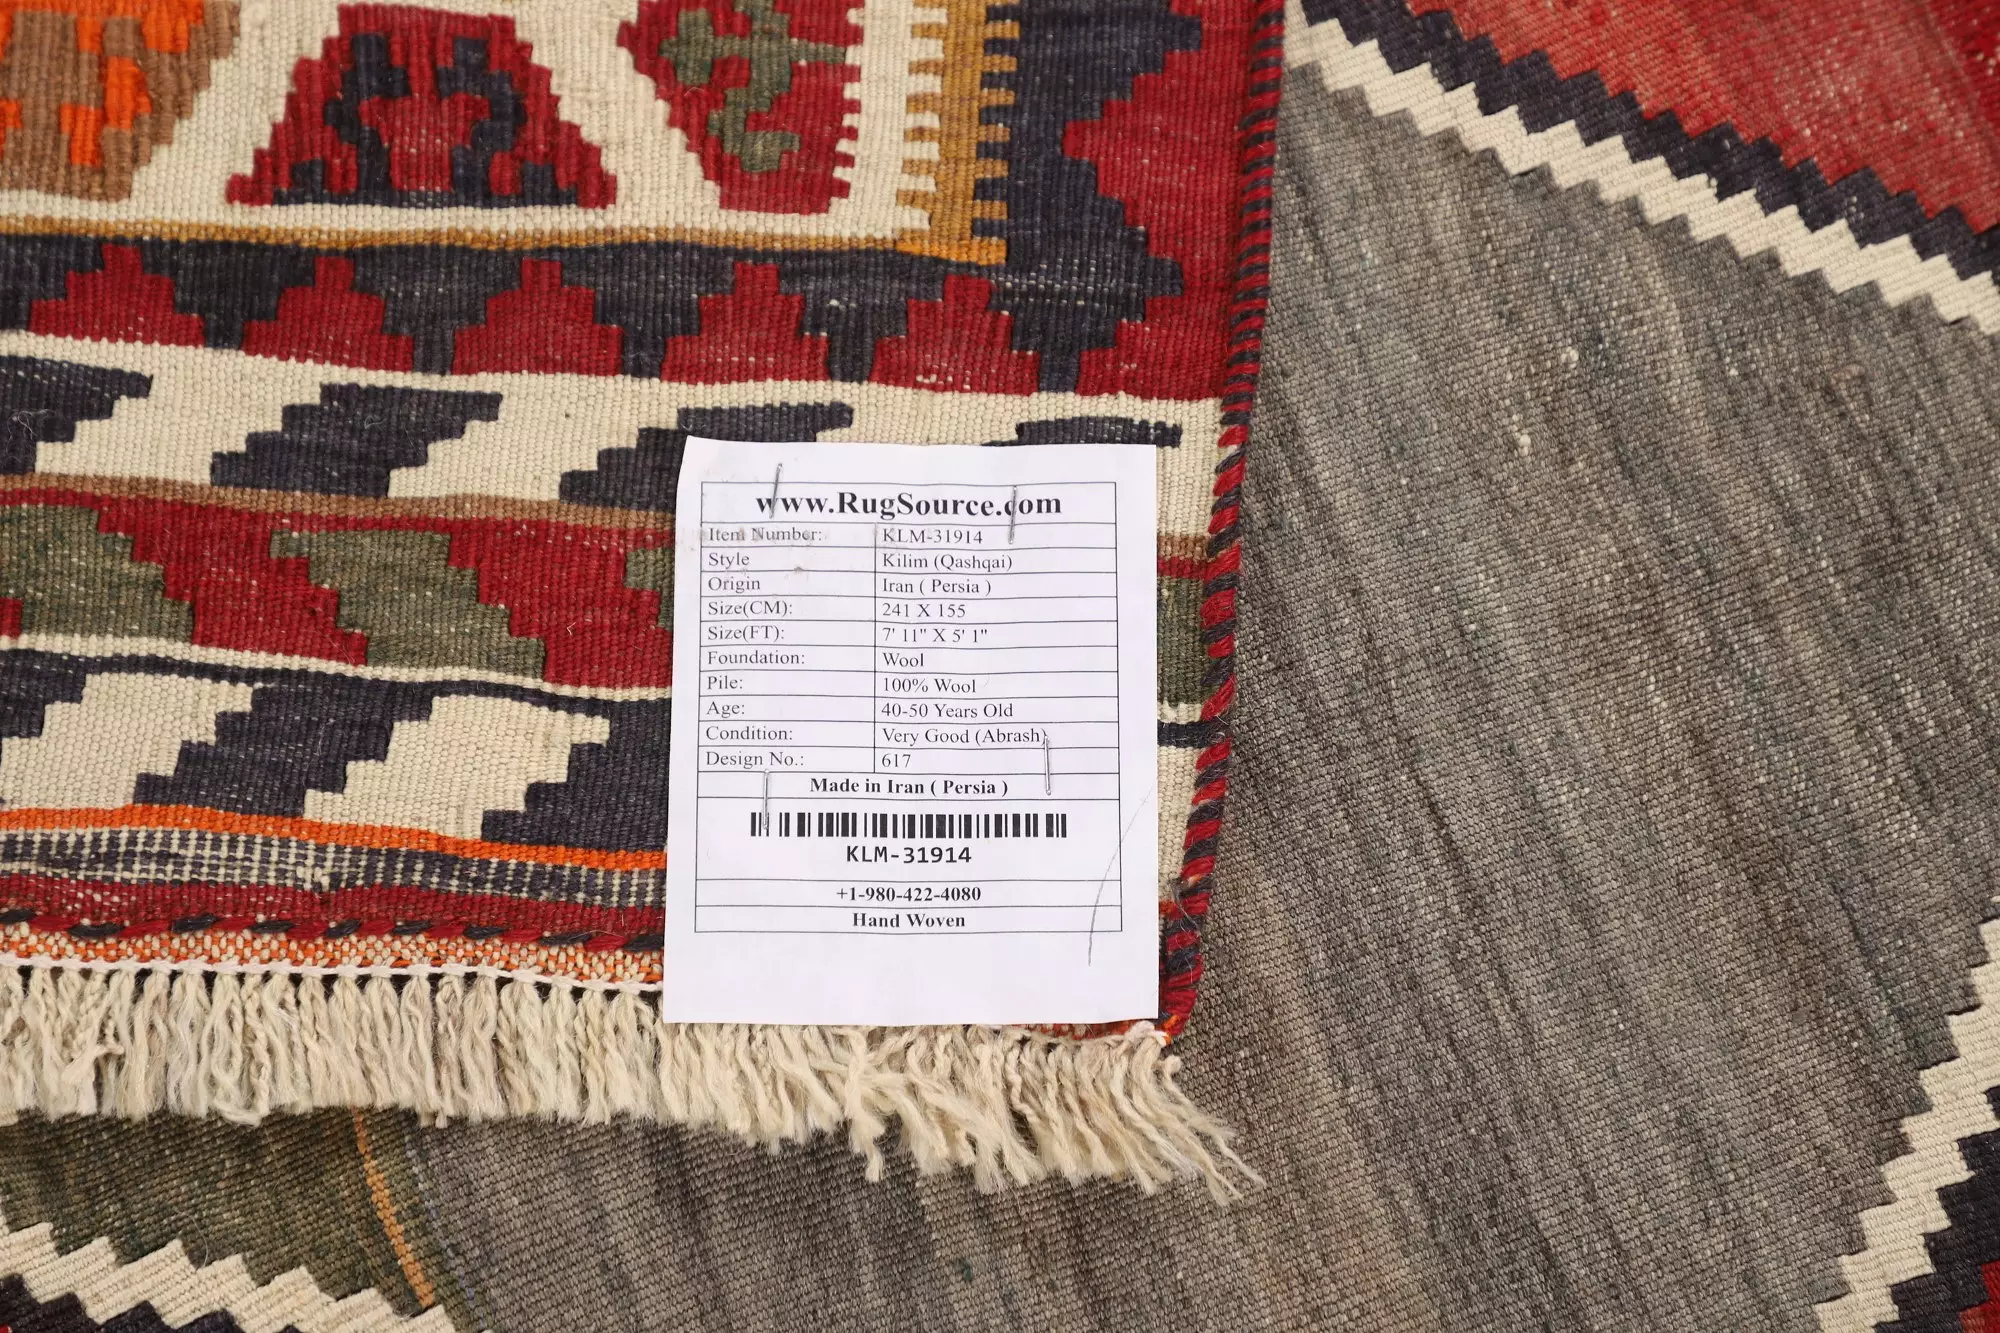 www.RugSource.com
Item Number: KLM-31914
Style Kilim (Qashqai)
Origin Iran ( Persia )
Size(CM): 241 X 155
Size(FT): 7' 11" X 5' 1"
Foundation: Wool
Pile: 100% Wool
Age: 40-50 Years Old
Condition: Very Good (Abrash)
Design No.: 617
Made in Iran ( Persia )
KLM-31914
+1-980-422-4080
Hand Woven